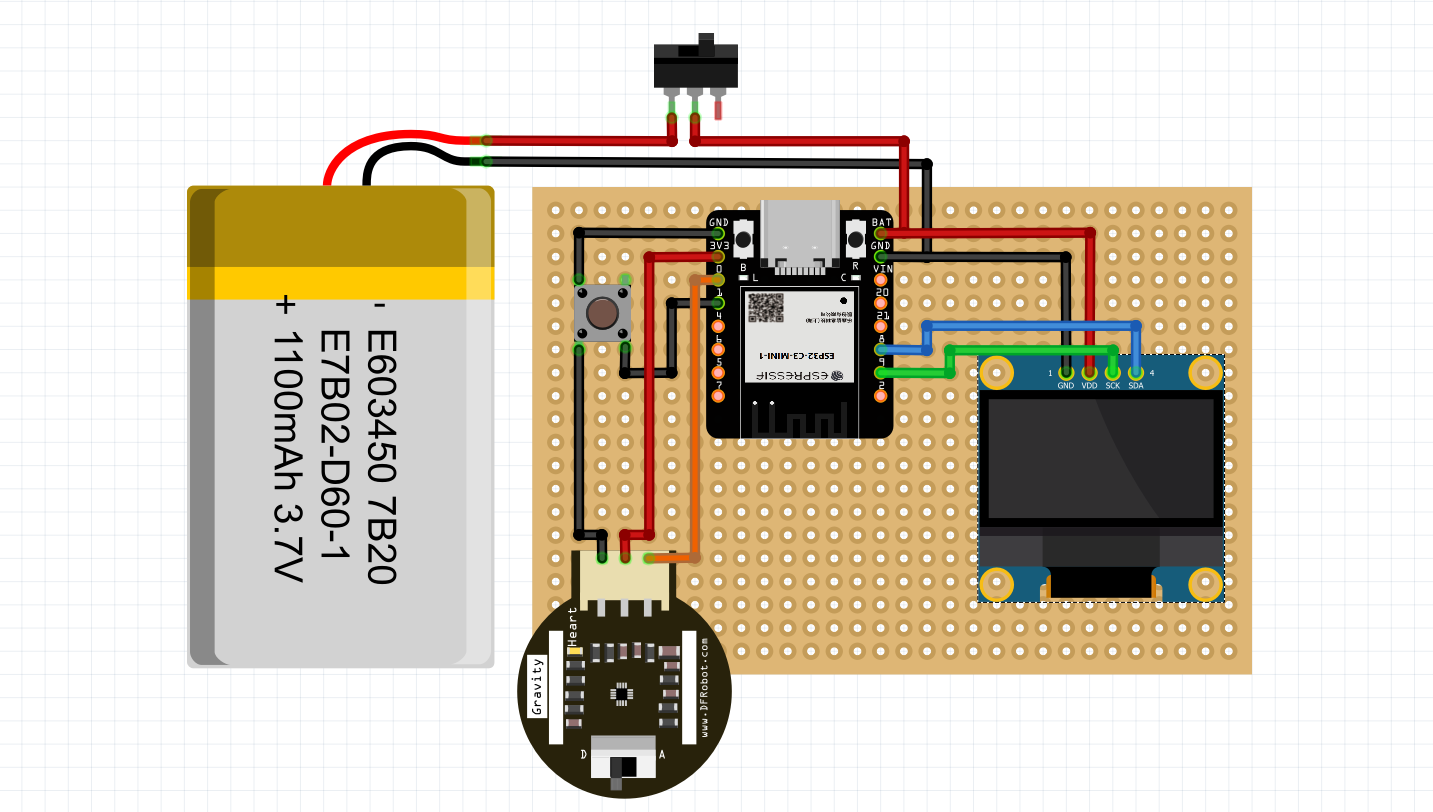 - E603450 7B20
E7B02-D60-1
+ 1100mAh 3.7V
GND
3V3
0
1
4
6
5
7
B
L
R
C
BAT
GND
VIN
20
21
8
9
2
ESP32-C3-MINI-1
ESPRESSIF
1
4
GND VDD SCK SDA
Heart
Gravity
www.DFRobot.com
D
A